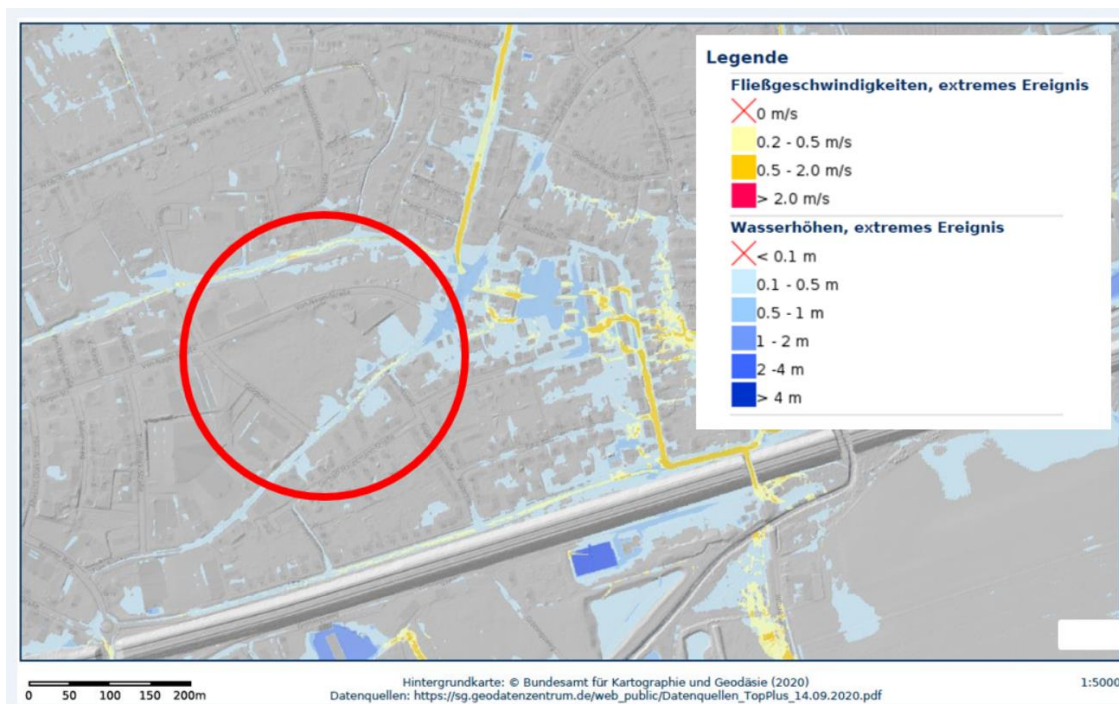 Legende
Fließgeschwindigkeiten, extremes Ereignis
0 m/s
0.2 - 0.5 m/s
0.5 - 2.0 m/s
> 2.0 m/s
Wasserhöhen, extremes Ereignis
< 0.1 m
0.1 - 0.5 m
0.5 - 1 m
1 - 2 m
2 -4 m
> 4 m
0 50 100 150 200m
Hintergrundkarte: © Bundesamt für Kartographie und Geodäsie (2020)
Datenquellen: https://sg.geodatenzentrum.de/web_public/Datenquellen_TopPlus_14.09.2020.pdf
1:5000